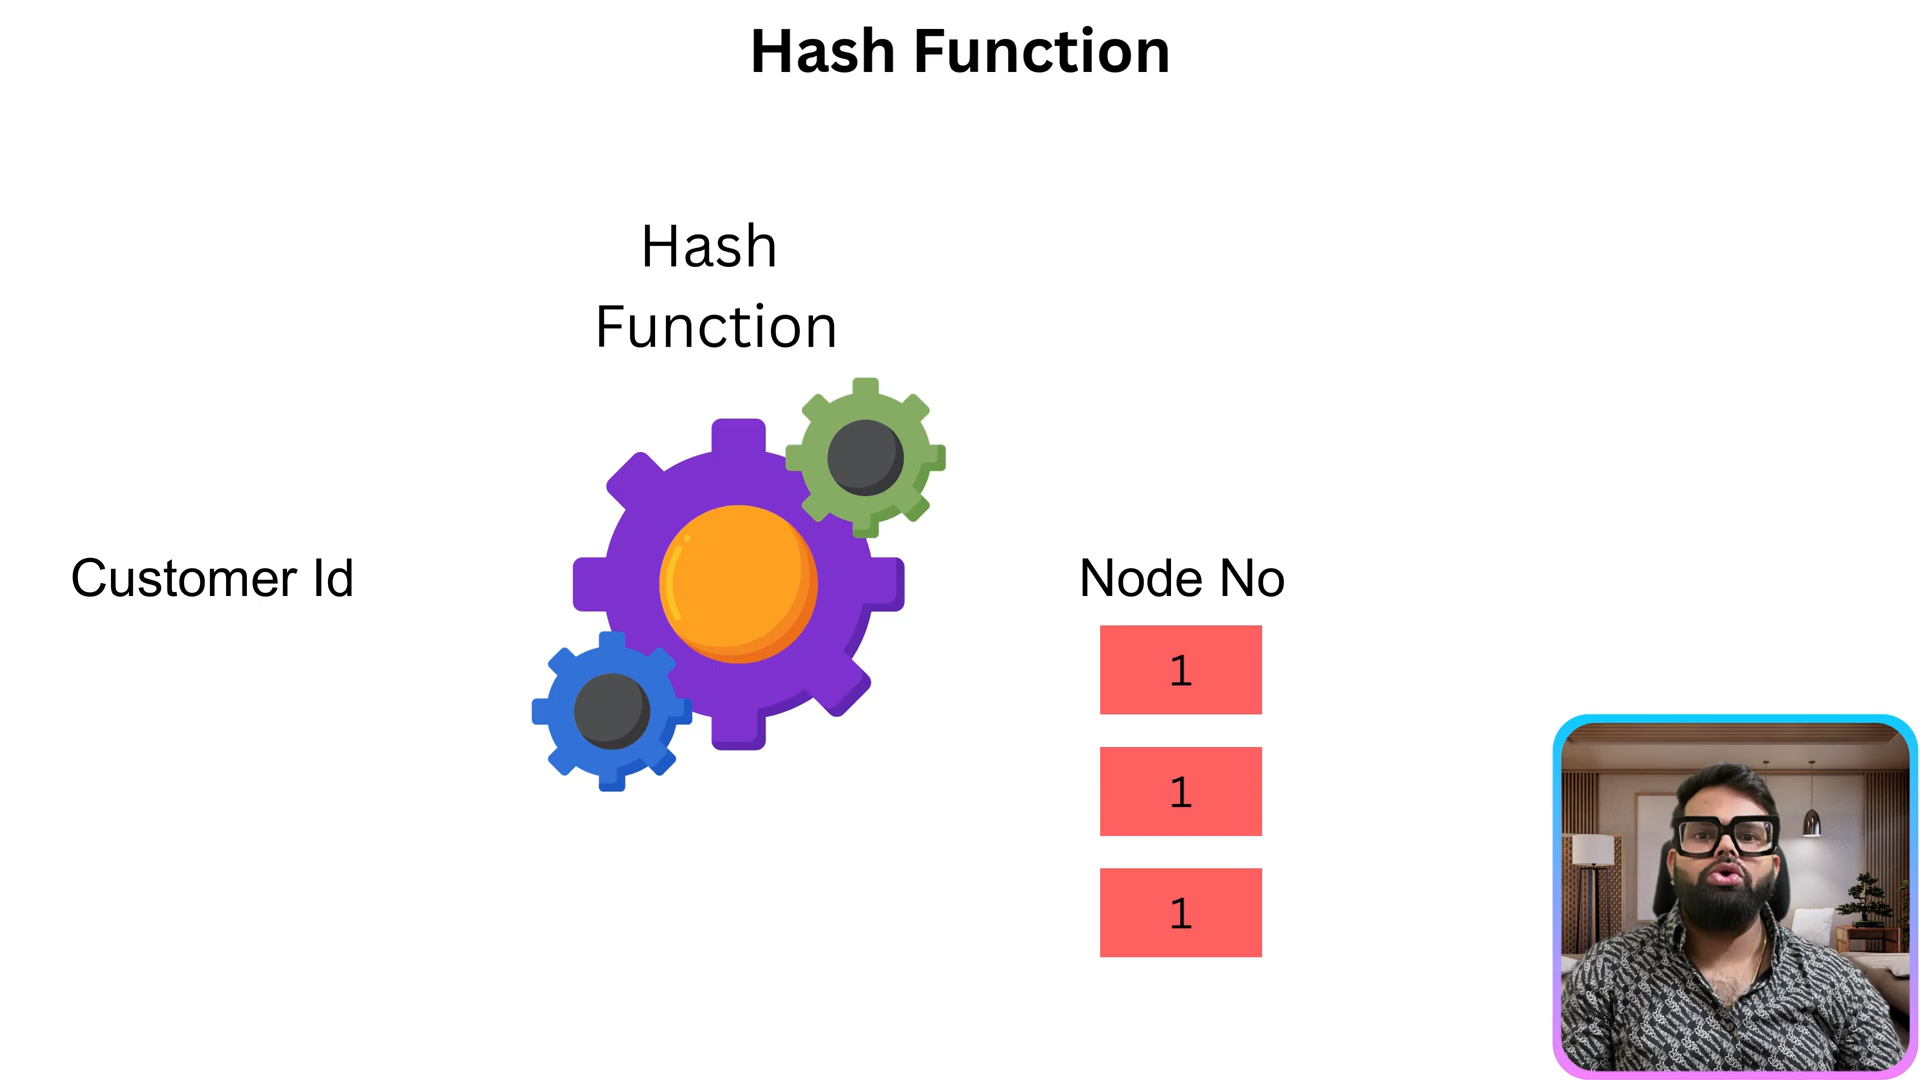 Hash Function
Hash
Function
Customer Id
Node No
1
1
1